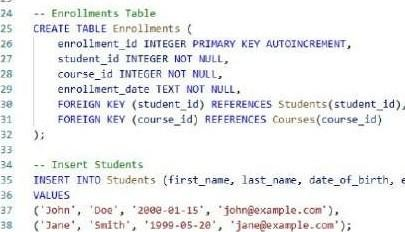 24 -- Enrollments Table
25 CREATE TABLE Enrollments (
26 enrollment_id INTEGER PRIMARY KEY AUTOINCREMENT,
27 student_id INTEGER NOT NULL,
28 course_id INTEGER NOT NULL,
29 enrollment_date TEXT NOT NULL,
30 FOREIGN KEY (student_id) REFERENCES Students(student_id),
31 FOREIGN KEY (course_id) REFERENCES Courses(course_id)
32 );
33
34 -- Insert Students
35 INSERT INTO Students (first_name, last_name, date_of_birth, e
36 VALUES
37 ('John', 'Doe', '2000-01-15', 'john@example.com'),
38 ('Jane', 'Smith', '1999-05-20', 'jane@example.com');